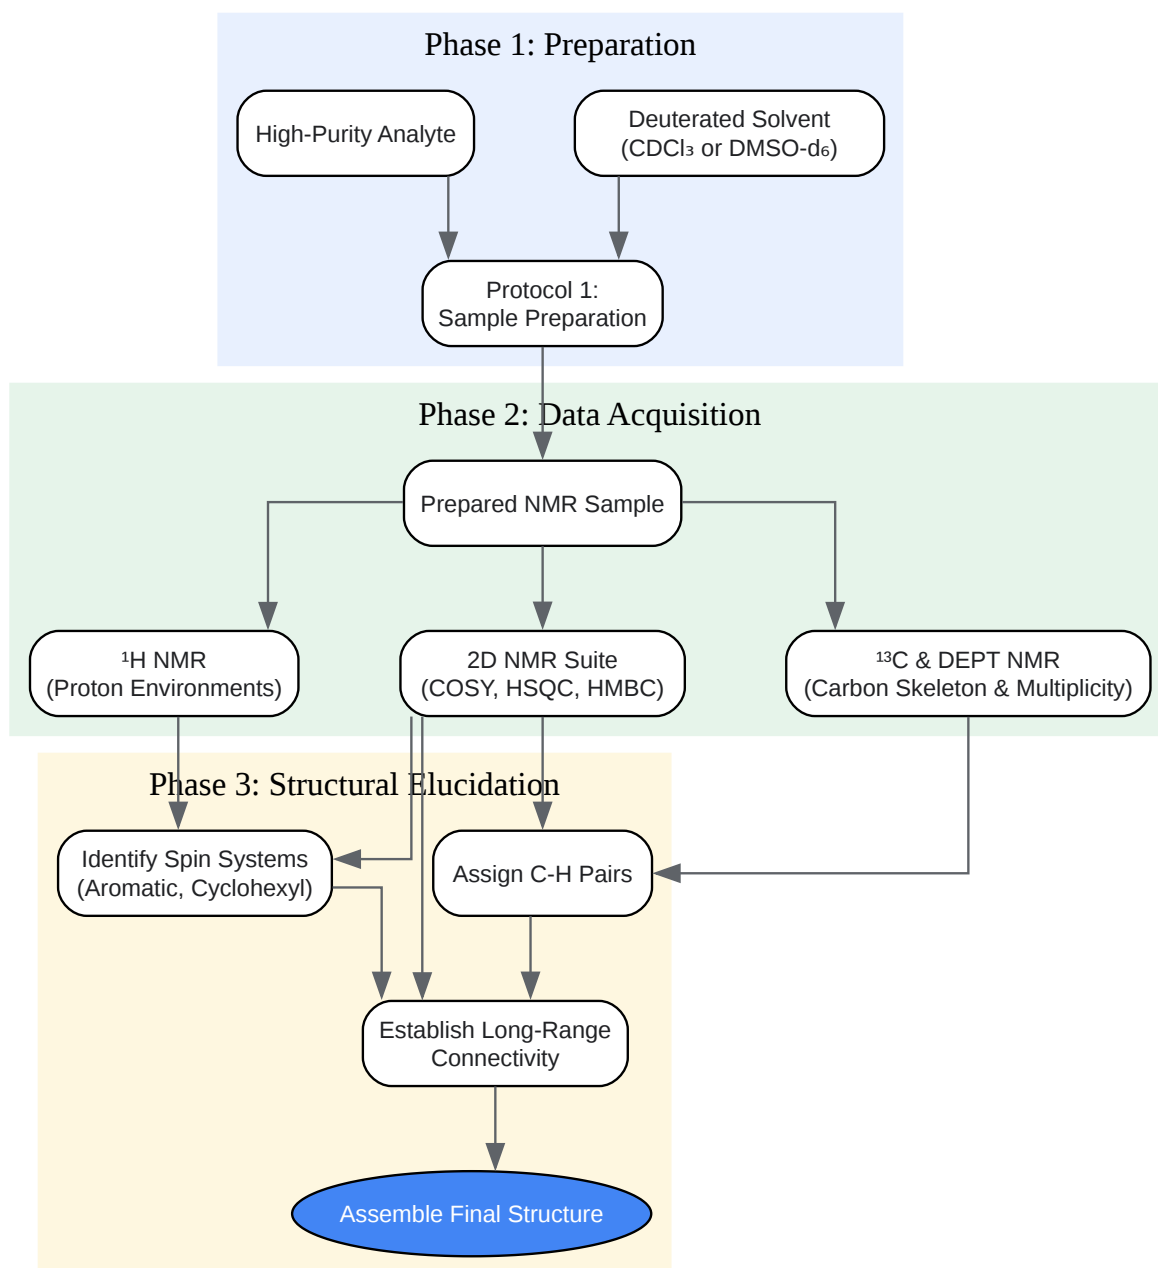 Phase 1: Preparation
High-Purity Analyte
Deuterated Solvent
(CDCl₃ or DMSO-d₆)
Protocol 1:
Sample Preparation
Phase 2: Data Acquisition
Prepared NMR Sample
¹H NMR
(Proton Environments)
2D NMR Suite
(COSY, HSQC, HMBC)
¹³C & DEPT NMR
(Carbon Skeleton & Multiplicity)
Phase 3: Structural Elucidation
Identify Spin Systems
(Aromatic, Cyclohexyl)
Assign C-H Pairs
Establish Long-Range
Connectivity
Assemble Final Structure